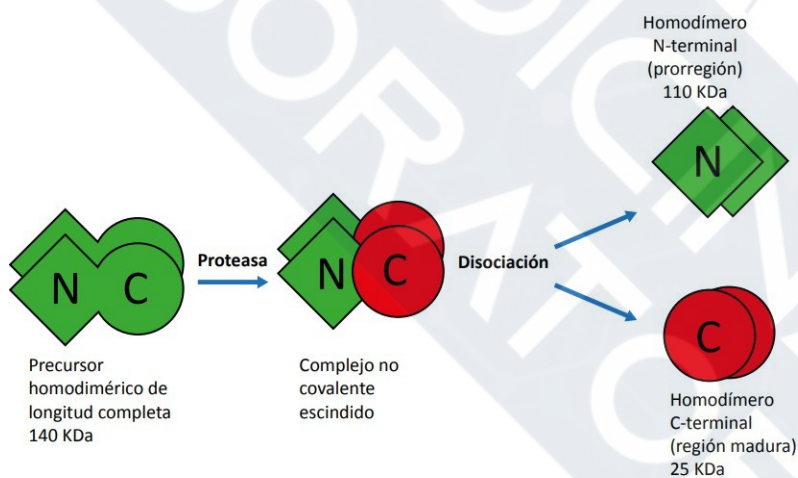 Homodímero
N-terminal
(prorregión)
110 KDa
N
N
C
Proteasa
N
C
Disociación
C
Precursor
homodimérico de
longitud completa
140 KDa
Complejo no
covalente
escindido
Homodímero
C-terminal
(región madura)
25 KDa